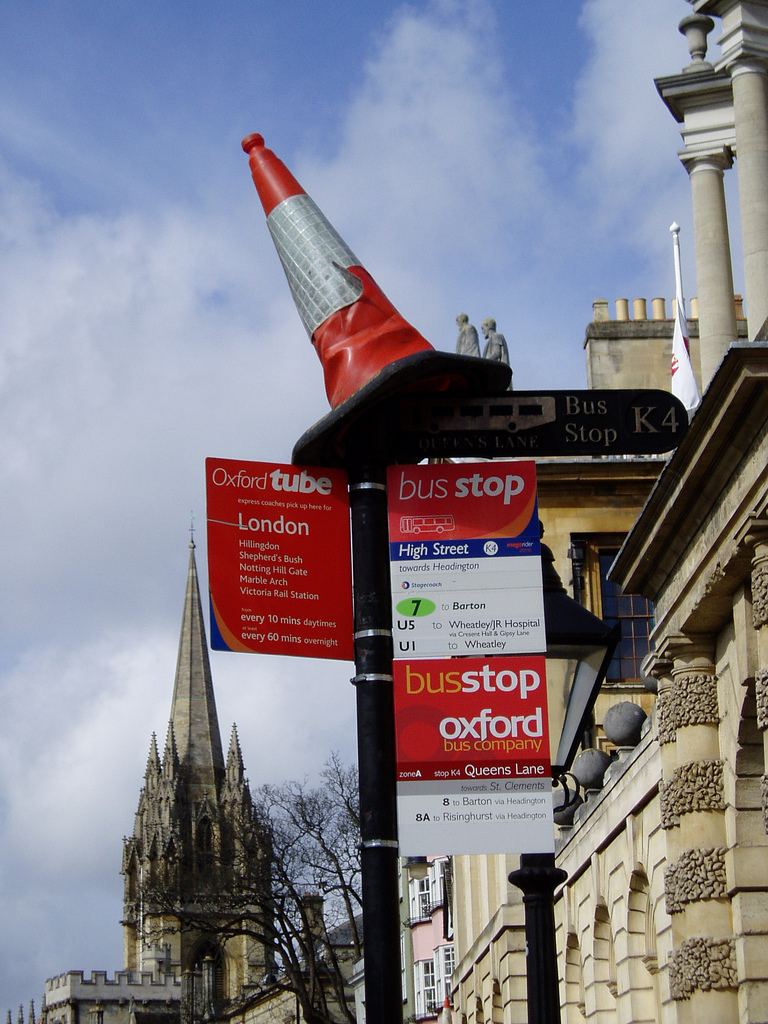 Bus
Stop
K4
QUEEN'S LANE
Oxford tube
express coaches pick up here for
London
Hillingdon
Shepherd's Bush
Notting Hill Gate
Marble Arch
Victoria Rail Station
from
every 10 mins daytimes
at least
every 60 mins overnight
bus stop
High Street K4 megarider
towards Headington
Stagecoach
7 to Barton
U5 to Wheatley/JR Hospital
via Cresent Hall & Gipsy Lane
U1 to Wheatley
busstop
oxford
bus company
zoneA stop K4 Queens Lane
towards St. Clements
8 to Barton via Headington
8A to Risinghurst via Headington